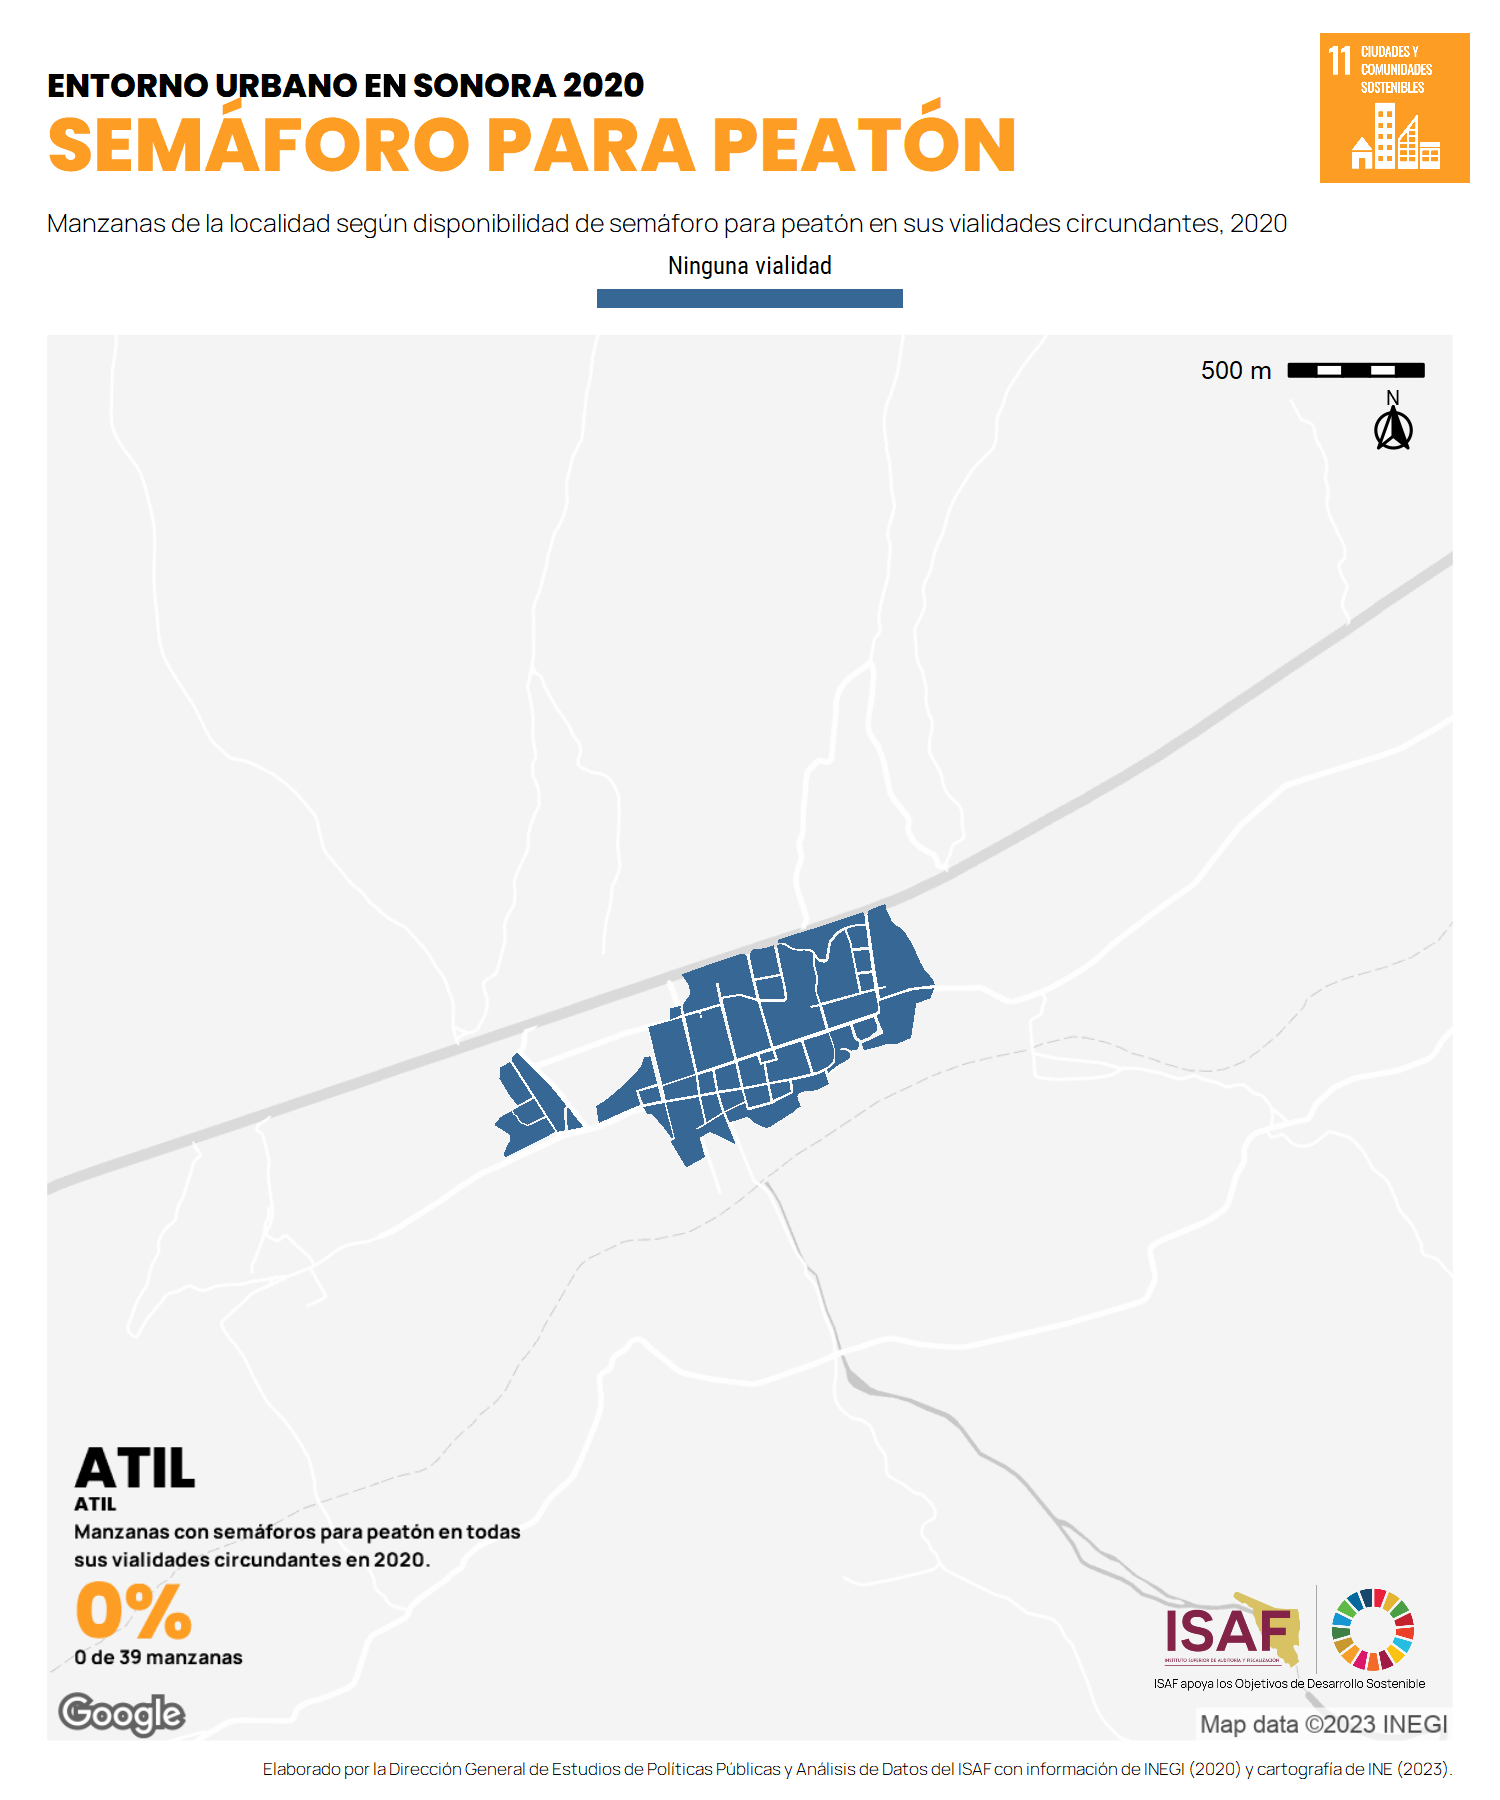 ENTORNO URBANO EN SONORA 2020
SEMÁFORO PARA PEATÓN
11 CIUDADES Y
COMUNIDADES
SOSTENIBLES
Manzanas de la localidad según disponibilidad de semáforo para peatón en sus vialidades circundantes, 2020
Ninguna vialidad
500 m
N
ATIL
ATIL
Manzanas con semáforos para peatón en todas
sus vialidades circundantes en 2020.
0%
0 de 39 manzanas
Google
ISAF
INSTITUTO SUPERIOR DE AUDITORÍA Y FISCALIZACIÓN
ISAF apoya los Objetivos de Desarrollo Sostenible
Map data ©2023 INEGI
Elaborado por la Dirección General de Estudios de Políticas Públicas y Análisis de Datos del ISAF con información de INEGI (2020) y cartografía de INE (2023).